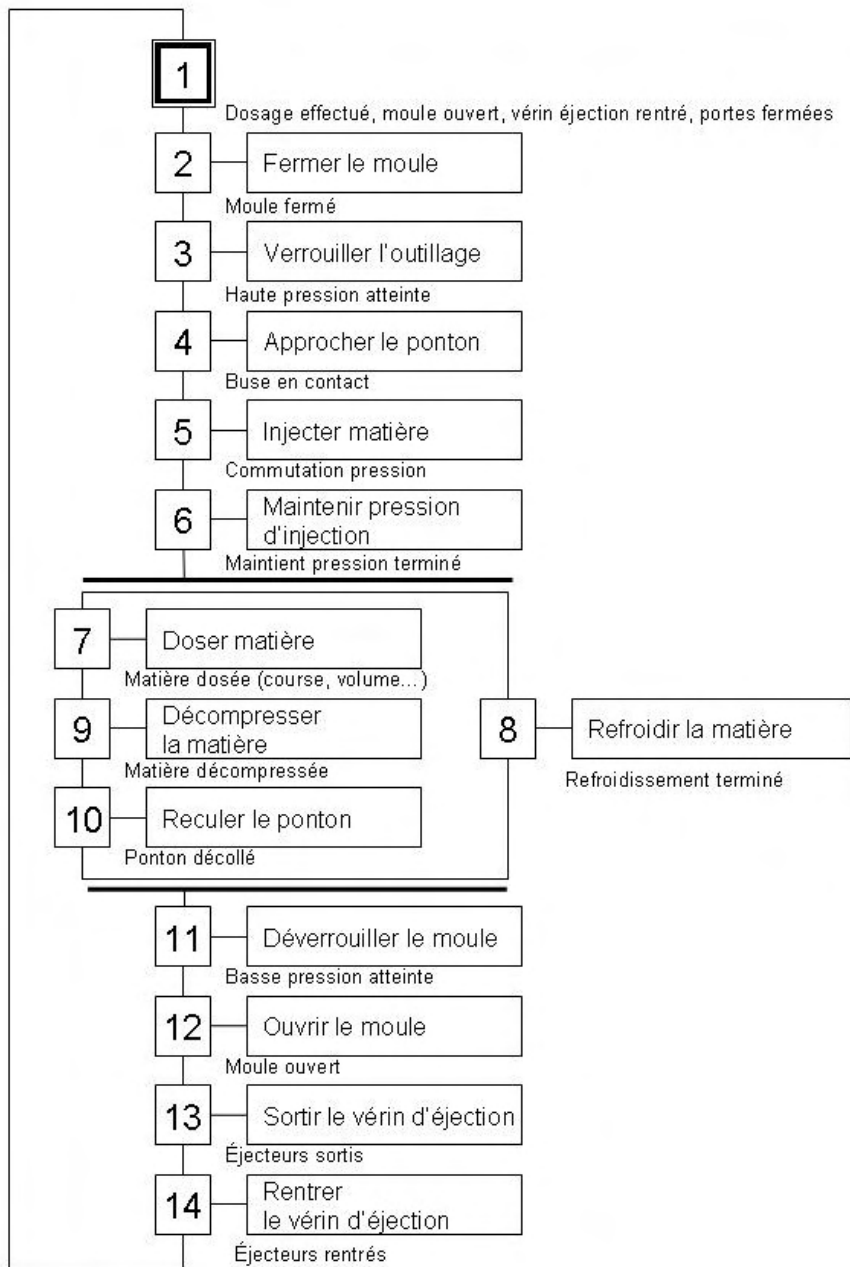 1
Dosage effectué, moule ouvert, vérin éjection rentré, portes fermées
2
Fermer le moule
Moule fermé
3
Verrouiller l'outillage
Haute pression atteinte
4
Approcher le ponton
Buse en contact
5
Injecter matière
Commutation pression
6
Maintenir pression
d'injection
Maintient pression terminé
7
Doser matière
Matière dosée (course, volume...)
9
Décompresser
la matière
Matière décompressée
10
Reculer le ponton
Ponton décollé
8
Refroidir la matière
Refroidissement terminé
11
Déverrouiller le moule
Basse pression atteinte
12
Ouvrir le moule
Moule ouvert
13
Sortir le vérin d'éjection
Éjecteurs sortis
14
Rentrer
le vérin d'éjection
Éjecteurs rentrés